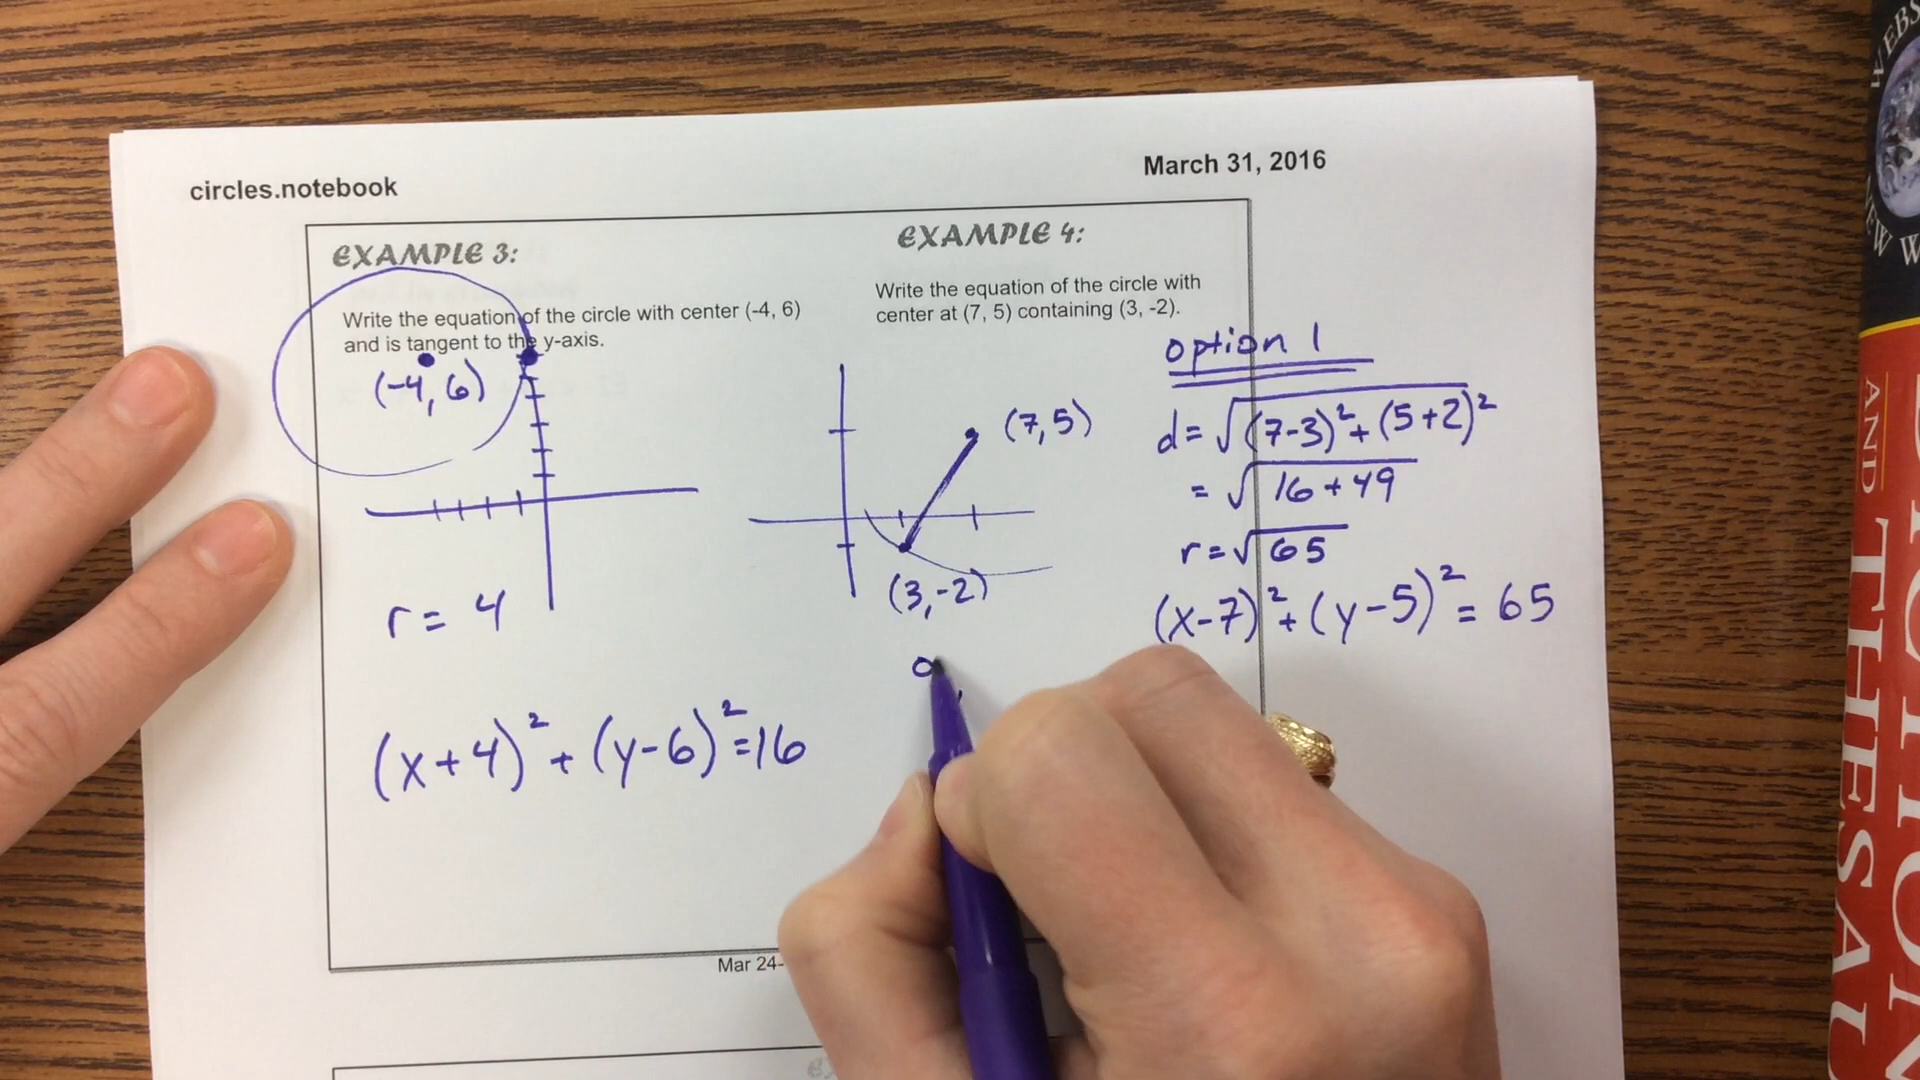 circles.notebook
March 31, 2016
EXAMPLE 3:
Write the equation of the circle with center (-4, 6)
and is tangent to the y-axis.
(-4, 6)
r = 4
(x+4)² + (y-6)² = 16
EXAMPLE 4:
Write the equation of the circle with
center at (7, 5) containing (3, -2).
(7, 5)
(3, -2)
option 1
d = √(7-3)² + (5+2)²
= √16 + 49
r = √65
(x-7)² + (y-5)² = 65
Mar 24-
AND THESAU